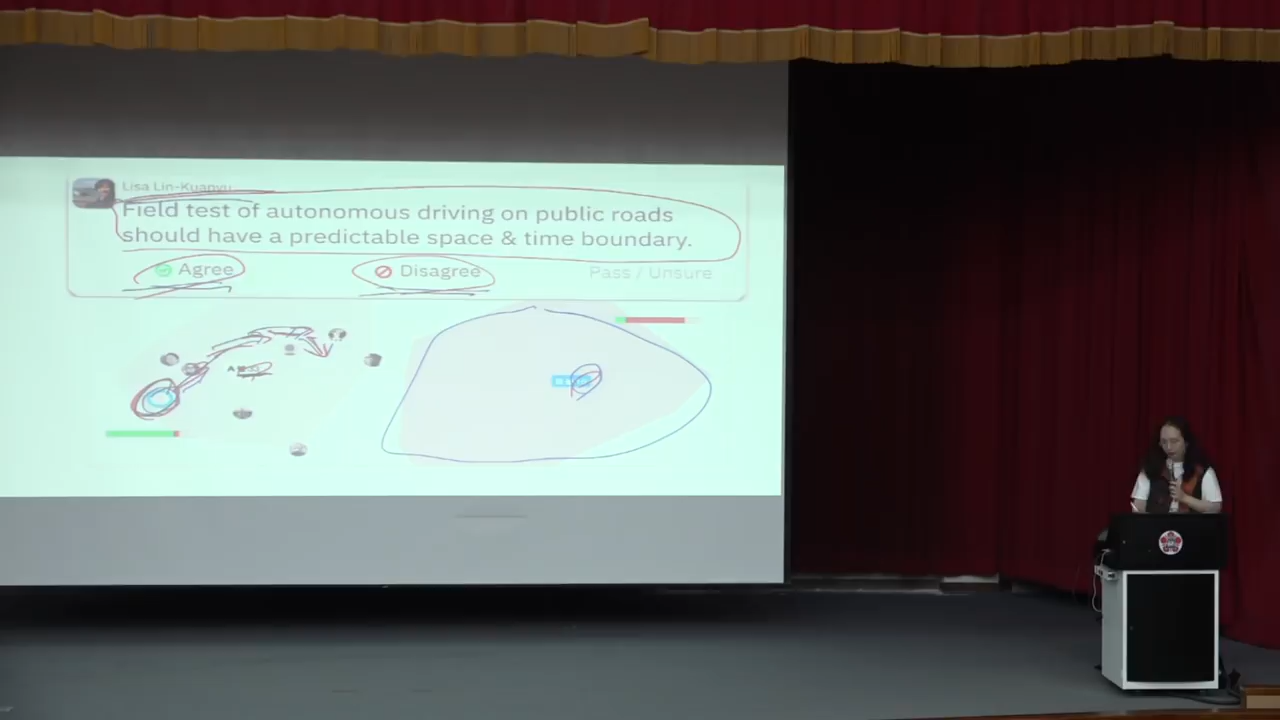 Lisa Lin-Kuanyu
Field test of autonomous driving on public roads
should have a predictable space & time boundary.
Agree
Disagree
Pass / Unsure